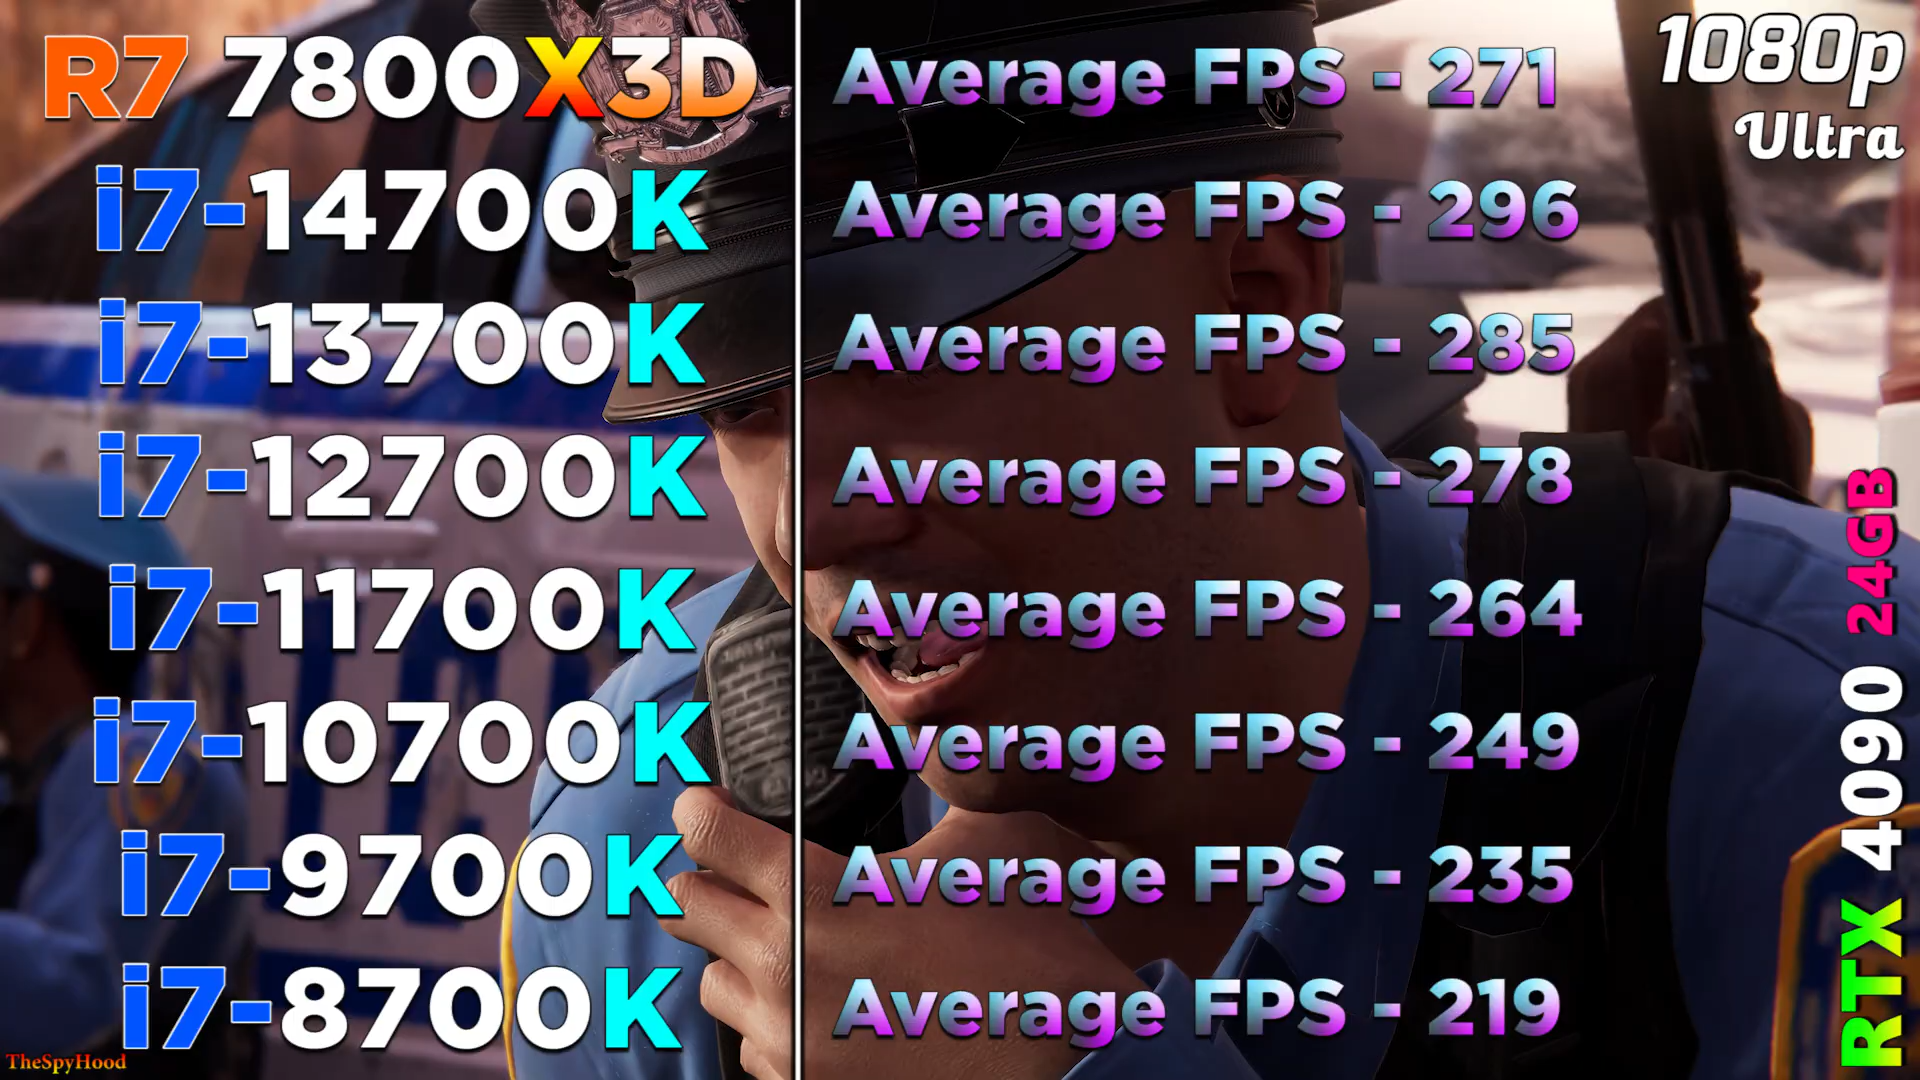 R7 7800X3D Average FPS - 271
i7-14700K Average FPS - 296
i7-13700K Average FPS - 285
i7-12700K Average FPS - 278
i7-11700K Average FPS - 264
i7-10700K Average FPS - 249
i7-9700K Average FPS - 235
i7-8700K Average FPS - 219
1080p
Ultra
RTX 4090 24GB
TheSpyHood